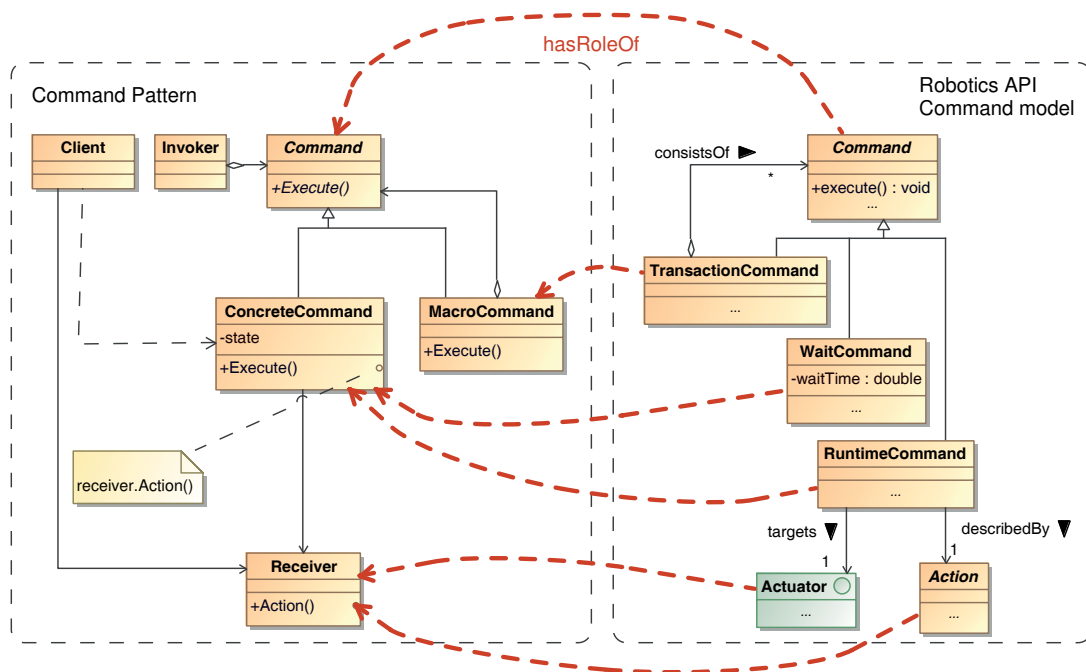 hasRoleOf
Command Pattern
Client
Invoker
Command
+Execute()
ConcreteCommand
-state
+Execute()
MacroCommand
+Execute()
receiver.Action()
Receiver
+Action()
Robotics API
Command model
consistsOf
*
Command
+execute() : void
...
TransactionCommand
...
WaitCommand
-waitTime : double
...
RuntimeCommand
...
targets
describedBy
1
1
Actuator
...
Action
...